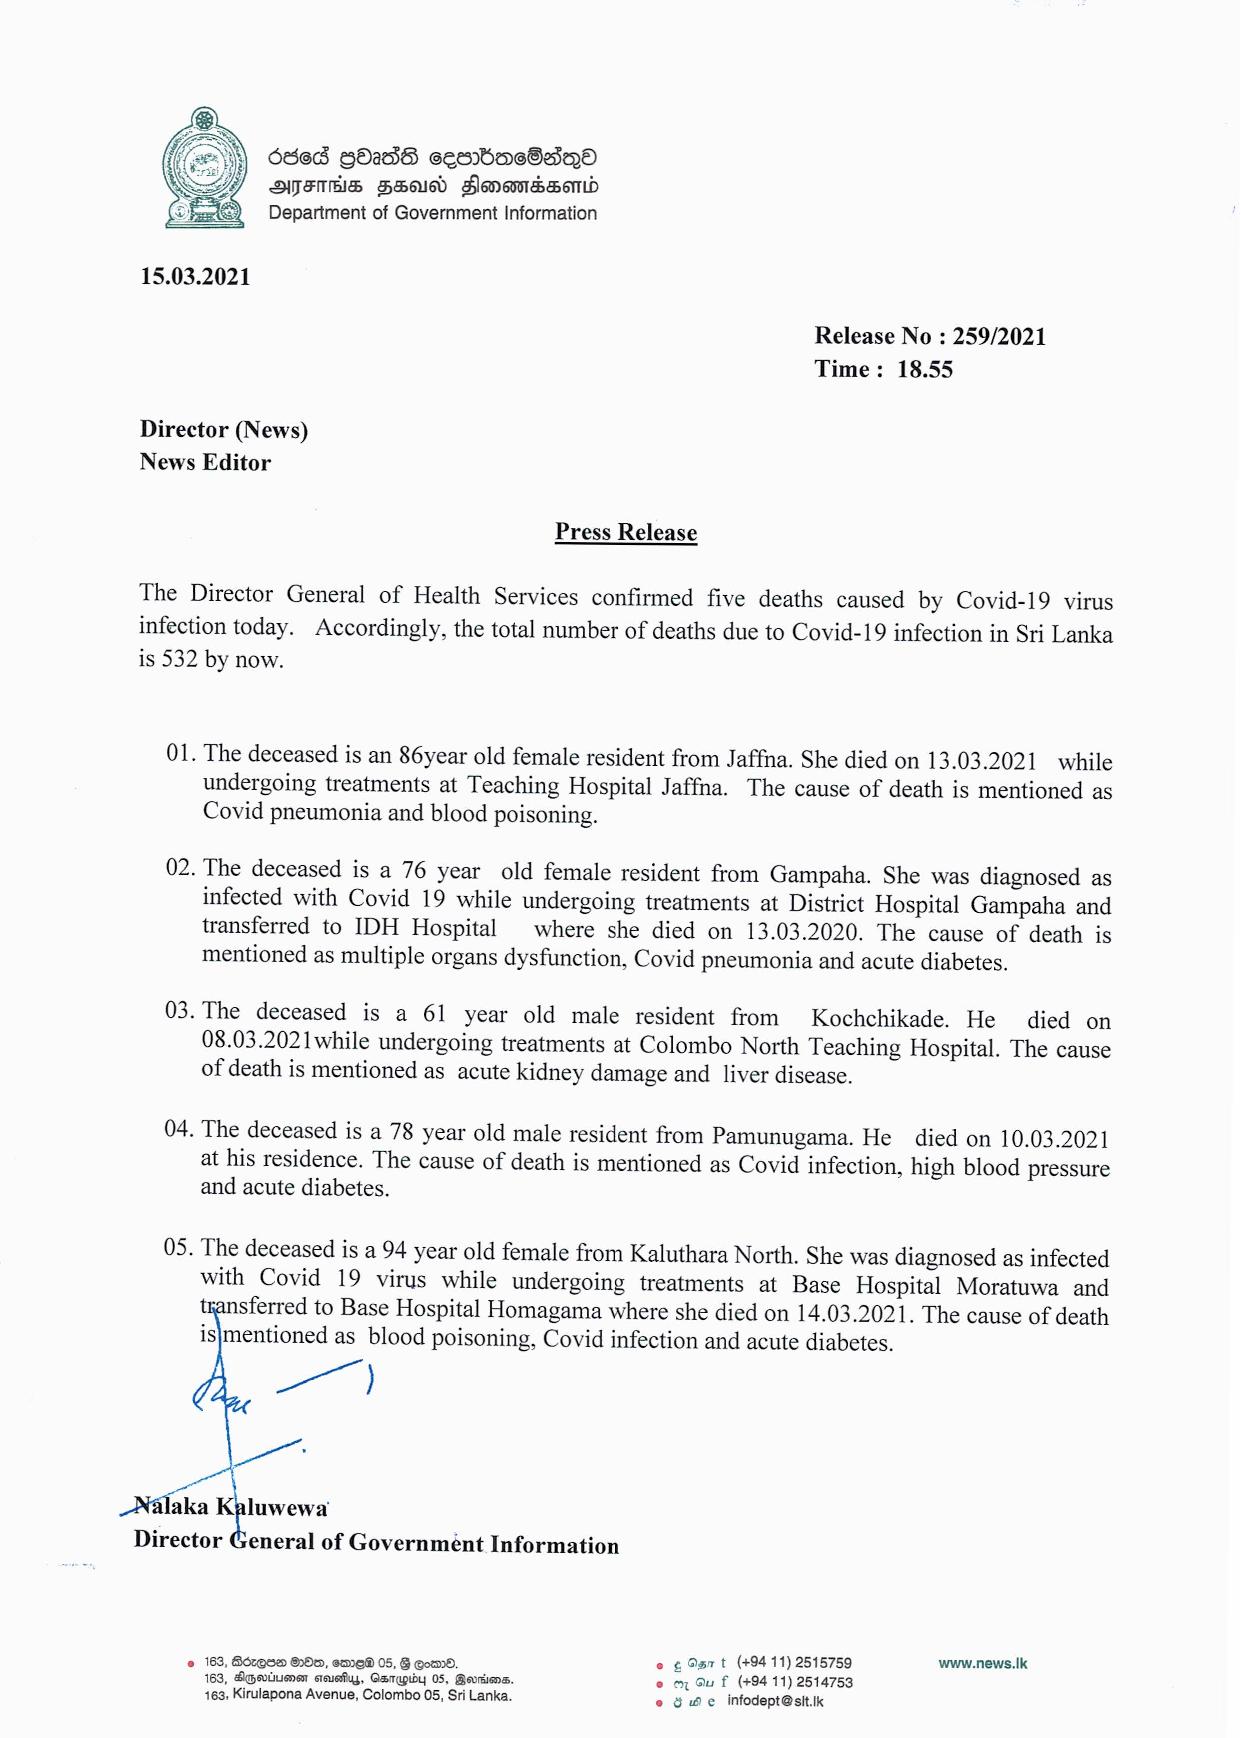 රජයේ ප්‍රවෘත්ති දෙපාර්තමේන්තුව
அரசாங்க தகவல் திணைக்களம்
Department of Government Information
15.03.2021
Release No : 259/2021
Time : 18.55
Director (News)
News Editor
Press Release
The Director General of Health Services confirmed five deaths caused by Covid-19 virus
infection today. Accordingly, the total number of deaths due to Covid-19 infection in Sri Lanka
is 532 by now.
01. The deceased is an 86year old female resident from Jaffna. She died on 13.03.2021 while
undergoing treatments at Teaching Hospital Jaffna. The cause of death is mentioned as
Covid pneumonia and blood poisoning.
02. The deceased is a 76 year old female resident from Gampaha. She was diagnosed as
infected with Covid 19 while undergoing treatments at District Hospital Gampaha and
transferred to IDH Hospital where she died on 13.03.2020. The cause of death is
mentioned as multiple organs dysfunction, Covid pneumonia and acute diabetes.
03. The deceased is a 61 year old male resident from Kochchikade. He died on
08.03.2021while undergoing treatments at Colombo North Teaching Hospital. The cause
of death is mentioned as acute kidney damage and liver disease.
04. The deceased is a 78 year old male resident from Pamunugama. He died on 10.03.2021
at his residence. The cause of death is mentioned as Covid infection, high blood pressure
and acute diabetes.
05. The deceased is a 94 year old female from Kaluthara North. She was diagnosed as infected
with Covid 19 virus while undergoing treatments at Base Hospital Moratuwa and
transferred to Base Hospital Homagama where she died on 14.03.2021. The cause of death
is mentioned as blood poisoning, Covid infection and acute diabetes.
Nalaka Kaluwewa
Director General of Government Information
163, කිරුලපන මාවත, කොළඹ 05, ශ්‍රී ලංකාව.
163, கிருலப்பனை எவனியூ, கொழும்பு 05, இலங்கை.
163, Kirulapona Avenue, Colombo 05, Sri Lanka.
දු தொ t (+94 11) 2515759
ෆැ பெ f (+94 11) 2514753
ඊ மி e infodept@slt.lk
www.news.lk